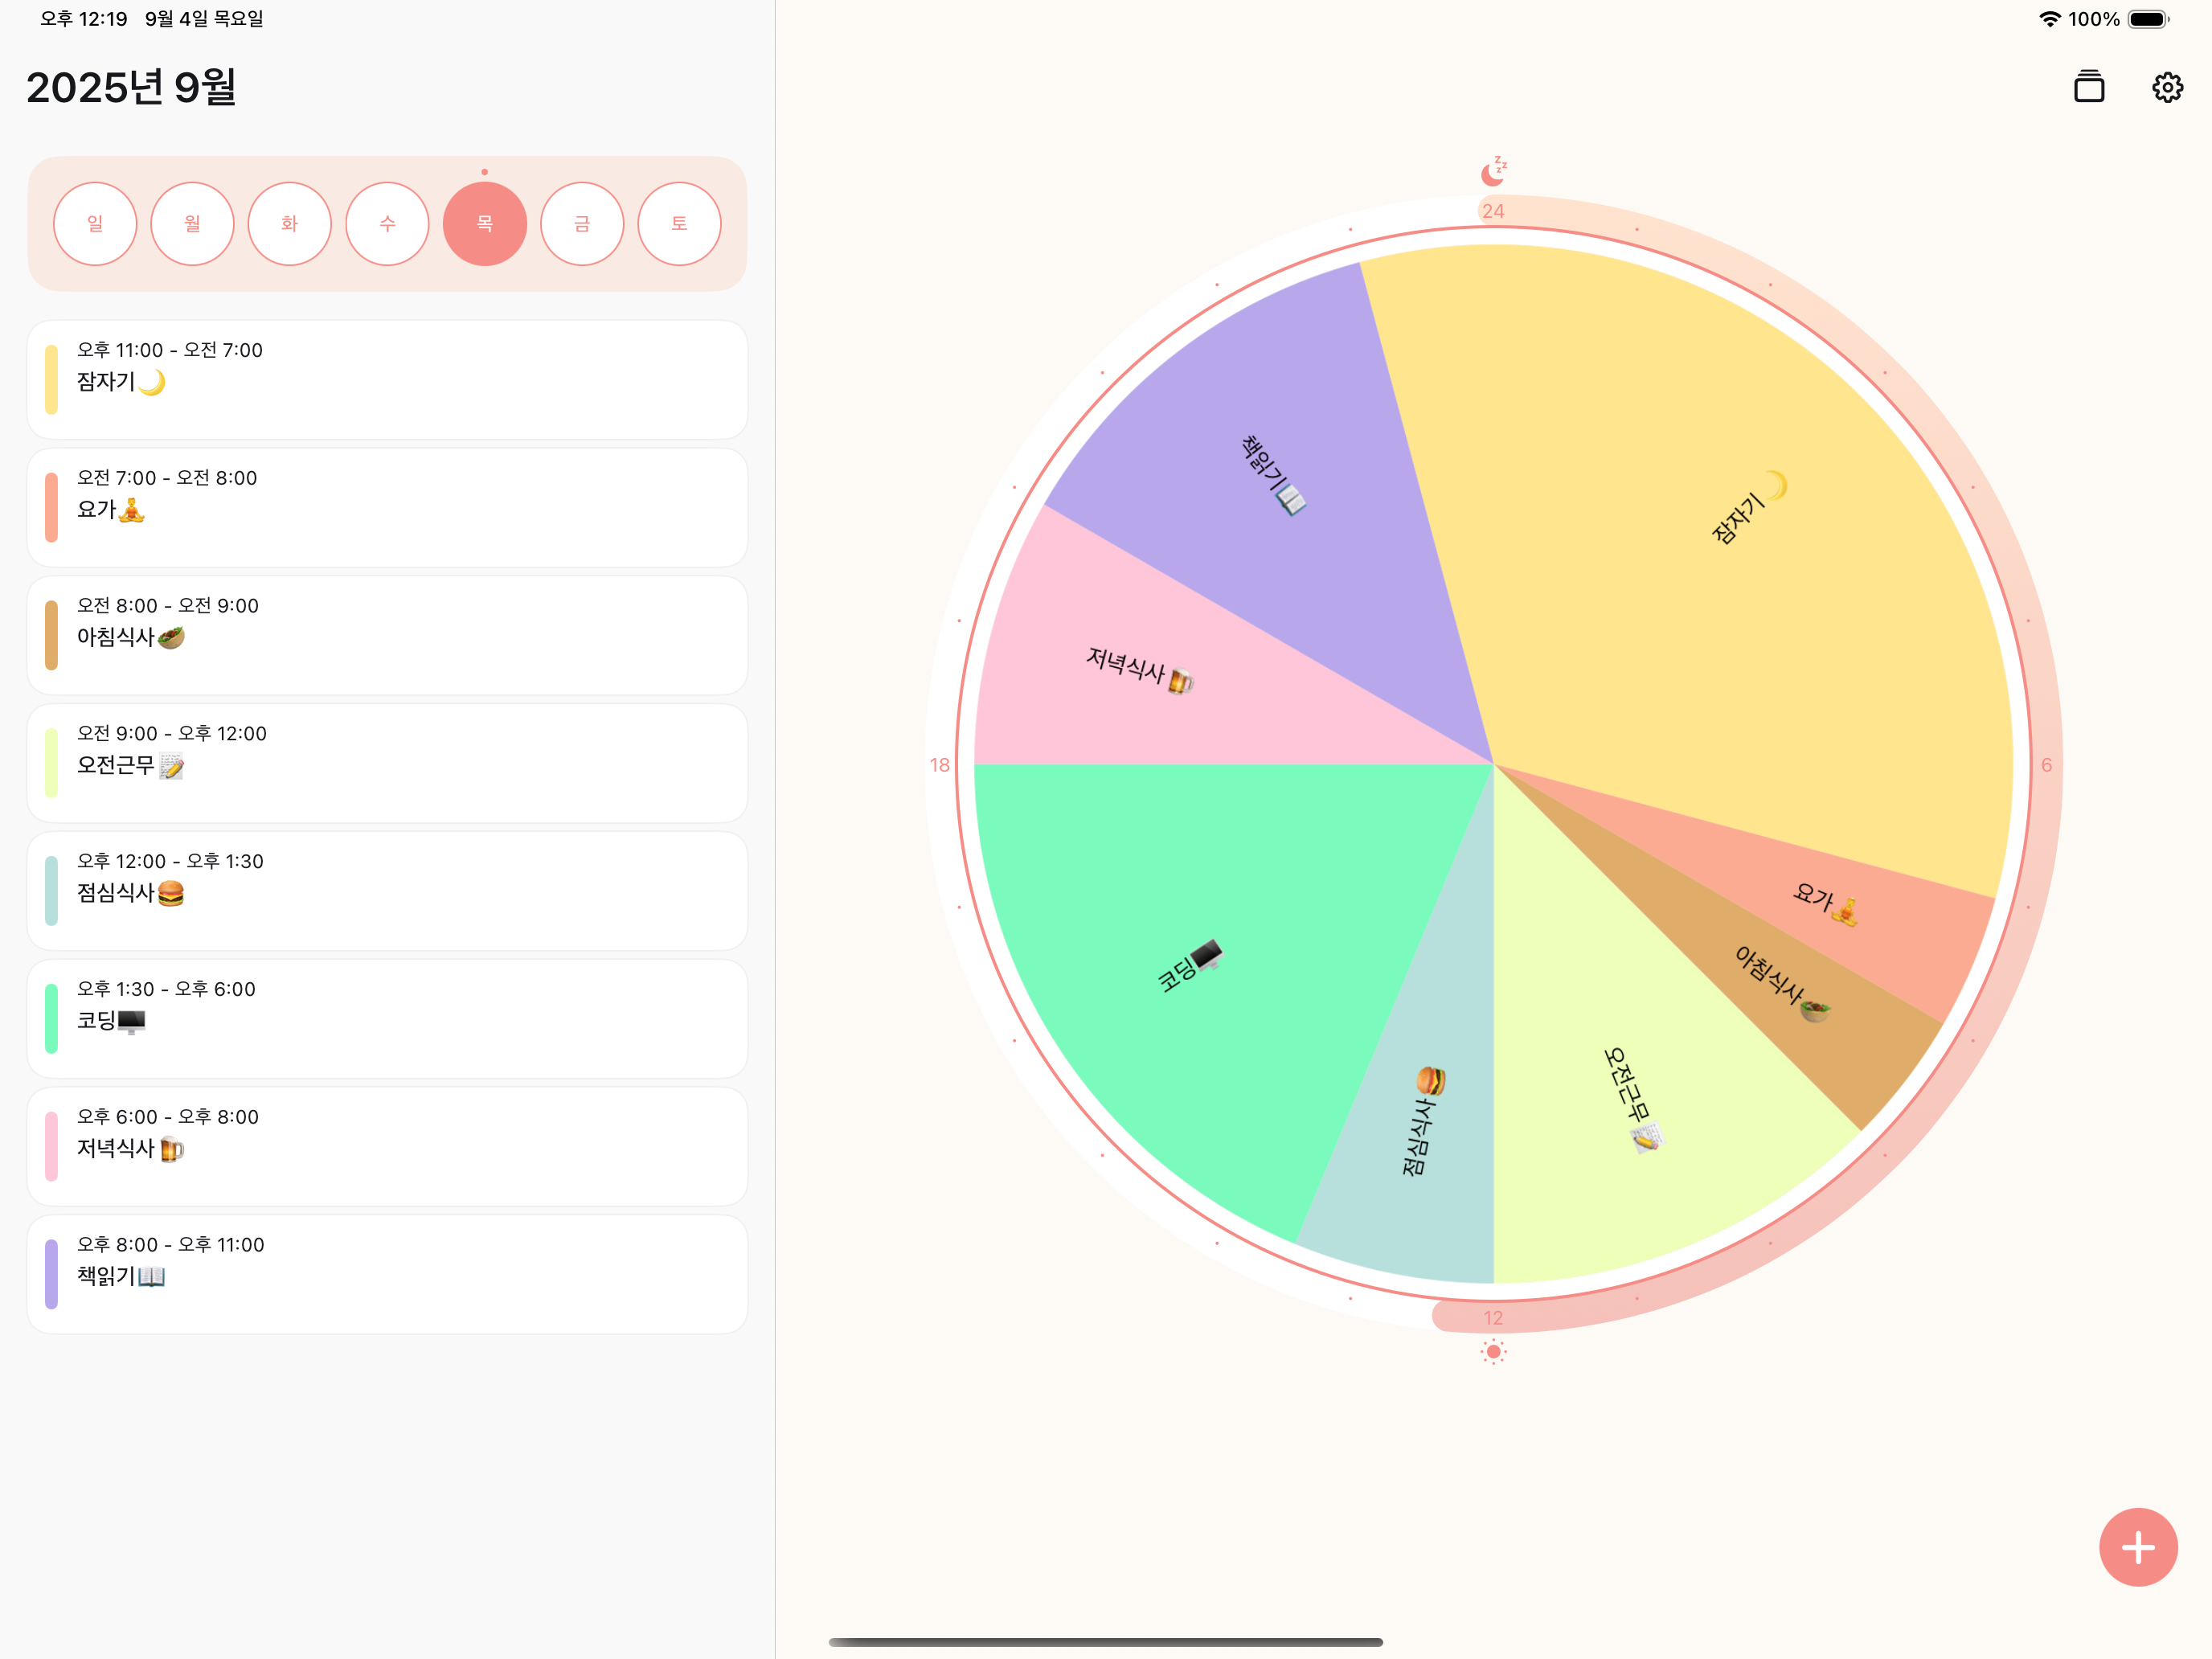 오후 12:19 9월 4일 목요일
100%
2025년 9월
일 월 화 수 목 금 토
오후 11:00 - 오전 7:00
잠자기🌙
오전 7:00 - 오전 8:00
요가🧘
오전 8:00 - 오전 9:00
아침식사🥙
오전 9:00 - 오후 12:00
오전근무📝
오후 12:00 - 오후 1:30
점심식사🍔
오후 1:30 - 오후 6:00
코딩🖥️
오후 6:00 - 오후 8:00
저녁식사🍺
오후 8:00 - 오후 11:00
책읽기📖
24
잠자기🌙
6
요가🧘
아침식사🥙
오전근무📝
12
점심식사🍔
코딩🖥️
18
저녁식사🍺
책읽기📖